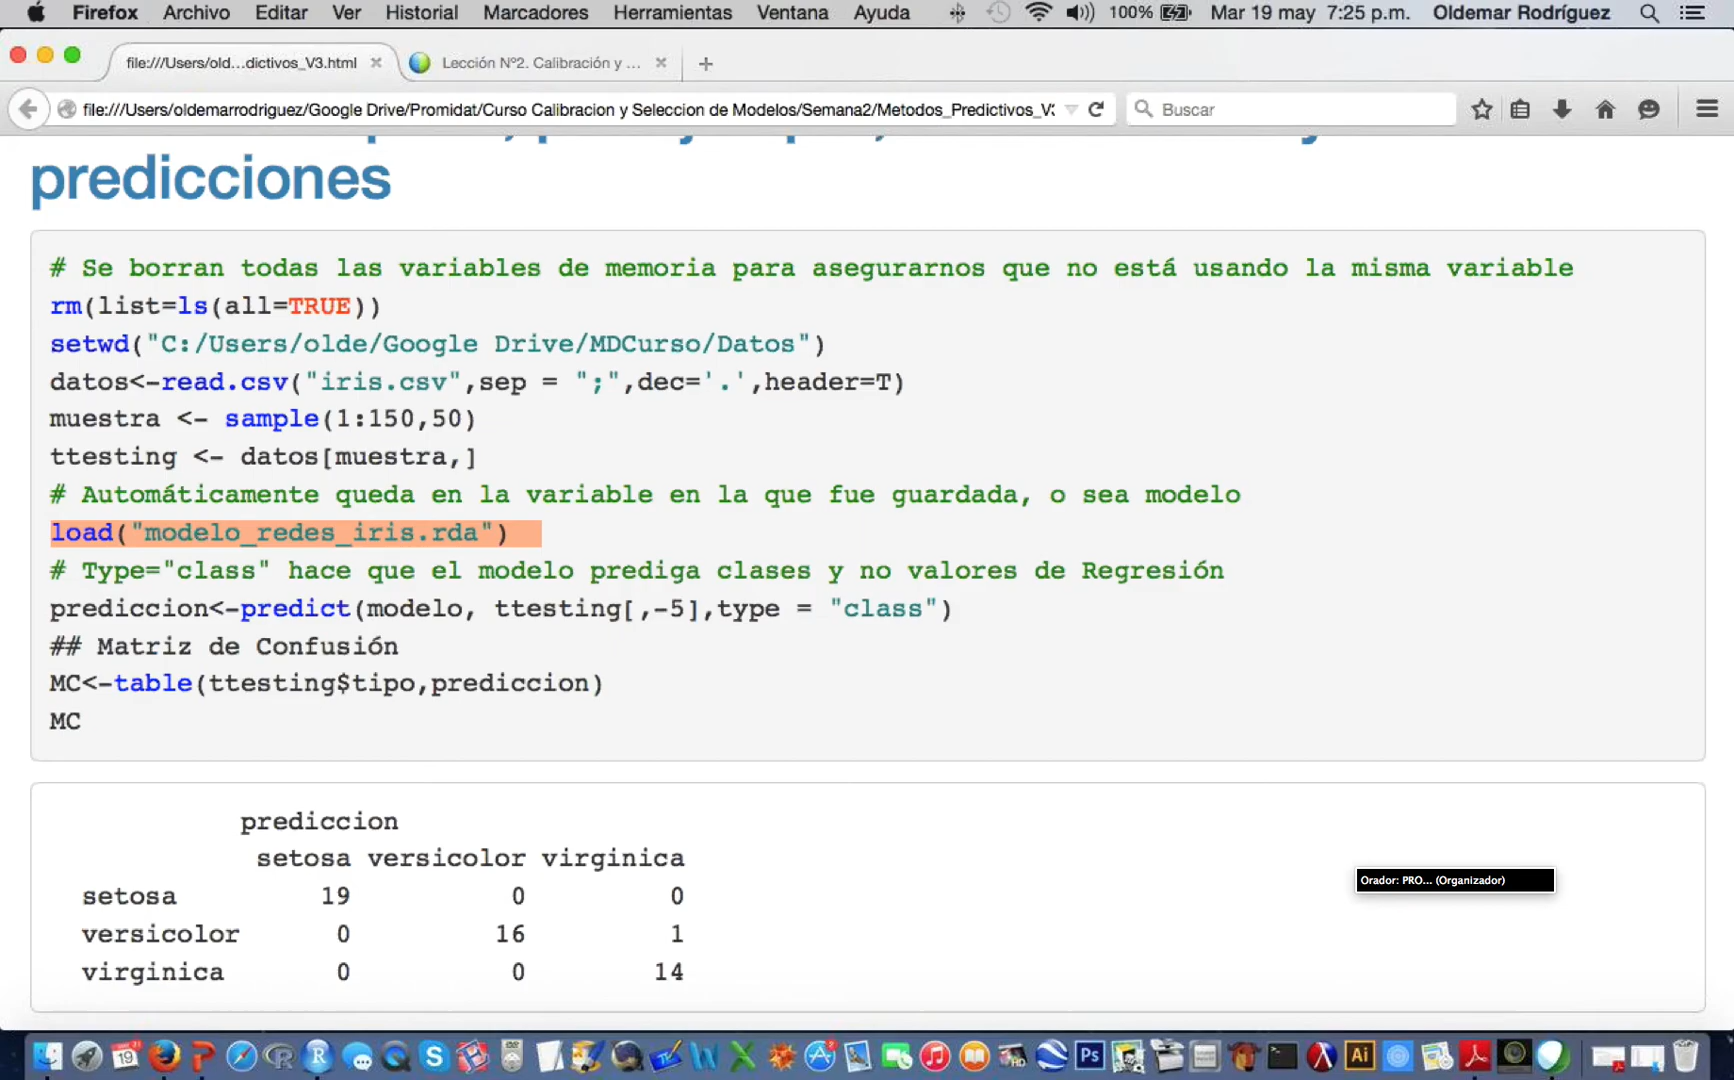 Firefox Archivo Editar Ver Historial Marcadores Herramientas Ventana Ayuda 100% Mar 19 may 7:25 p.m. Oldemar Rodríguez
file:///Users/old...dictivos_V3.html Lección Nº2. Calibración y ...
file:///Users/oldemarrodriguez/Google Drive/Promidat/Curso Calibracion y Seleccion de Modelos/Semana2/Metodos_Predictivos_V: Buscar
predicciones
# Se borran todas las variables de memoria para asegurarnos que no está usando la misma variable
rm(list=ls(all=TRUE))
setwd("C:/Users/olde/Google Drive/MDCurso/Datos")
datos<-read.csv("iris.csv",sep = ";",dec='.',header=T)
muestra <- sample(1:150,50)
ttesting <- datos[muestra,]
# Automáticamente queda en la variable en la que fue guardada, o sea modelo
load("modelo_redes_iris.rda")
# Type="class" hace que el modelo prediga clases y no valores de Regresión
prediccion<-predict(modelo, ttesting[,-5],type = "class")
## Matriz de Confusión
MC<-table(ttesting$tipo,prediccion)
MC
prediccion
setosa versicolor virginica
setosa 19 0 0
versicolor 0 16 1
virginica 0 0 14
Orador: PRO... (Organizador)
19 Ps Ai